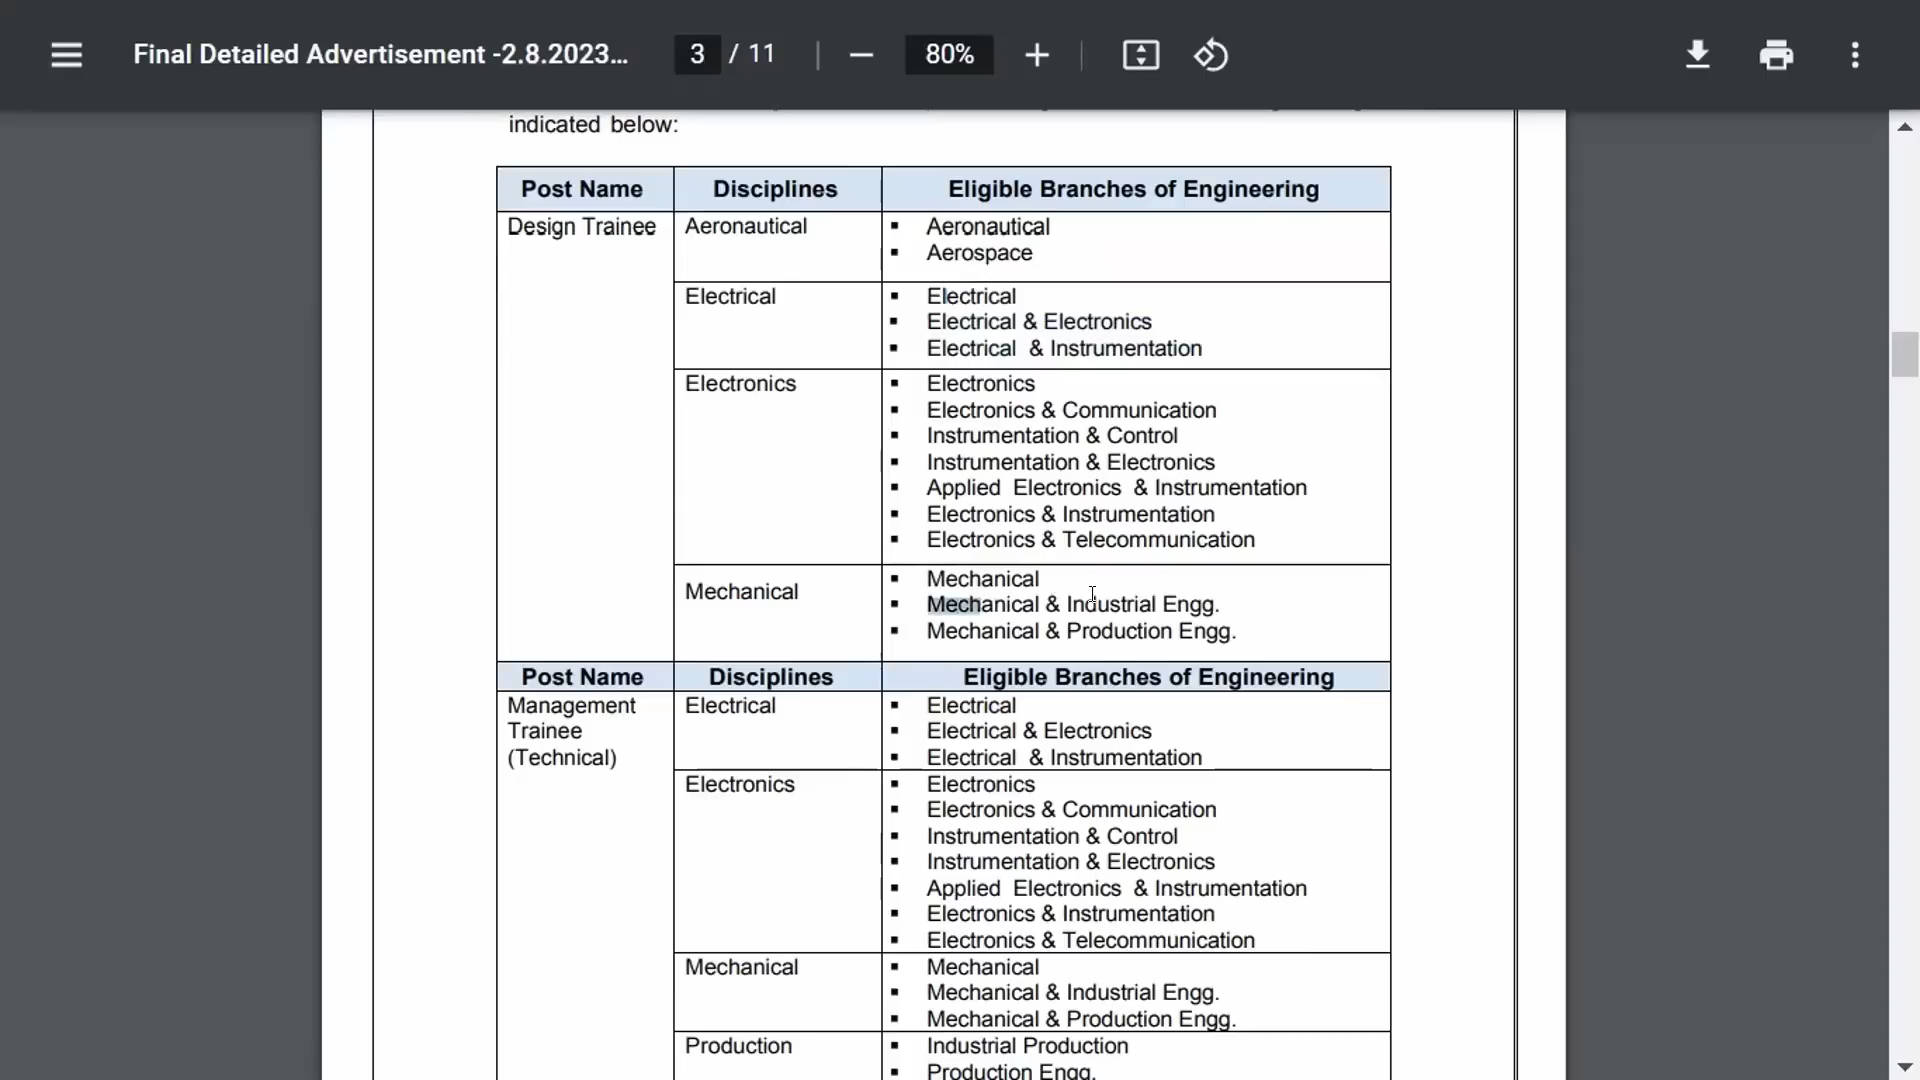 Final Detailed Advertisement -2.8.2023... 3 / 11 80%
indicated below:
Post Name Disciplines Eligible Branches of Engineering
Design Trainee Aeronautical ▪ Aeronautical
▪ Aerospace
Electrical ▪ Electrical
▪ Electrical & Electronics
▪ Electrical & Instrumentation
Electronics ▪ Electronics
▪ Electronics & Communication
▪ Instrumentation & Control
▪ Instrumentation & Electronics
▪ Applied Electronics & Instrumentation
▪ Electronics & Instrumentation
▪ Electronics & Telecommunication
Mechanical ▪ Mechanical
▪ Mechanical & Industrial Engg.
▪ Mechanical & Production Engg.
Post Name Disciplines Eligible Branches of Engineering
Management Electrical ▪ Electrical
Trainee ▪ Electrical & Electronics
(Technical) ▪ Electrical & Instrumentation
Electronics ▪ Electronics
▪ Electronics & Communication
▪ Instrumentation & Control
▪ Instrumentation & Electronics
▪ Applied Electronics & Instrumentation
▪ Electronics & Instrumentation
▪ Electronics & Telecommunication
Mechanical ▪ Mechanical
▪ Mechanical & Industrial Engg.
▪ Mechanical & Production Engg.
Production ▪ Industrial Production
▪ Production Engg.